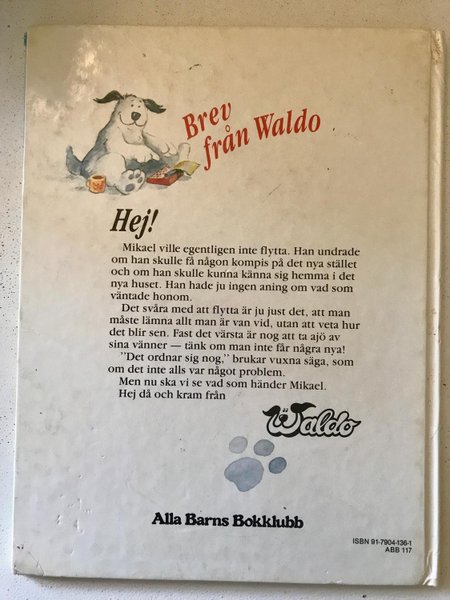 Brev
från Waldo
Hej!
Mikael ville egentligen inte flytta. Han undrade
om han skulle få någon kompis på det nya stället
och om han skulle kunna känna sig hemma i det
nya huset. Han hade ju ingen aning om vad som
väntade honom.
Det svåra med att flytta är ju just det, att man
måste lämna allt man är van vid, utan att veta hur
det blir sen. Fast det värsta är nog att ta ajö av
sina vänner — tänk om man inte får några nya!
"Det ordnar sig nog," brukar vuxna säga, som
om det inte alls var något problem.
Men nu ska vi se vad som händer Mikael.
Hej då och kram från
Waldo
Alla Barns Bokklubb
ISBN 91-7904-136-1
ABB 117